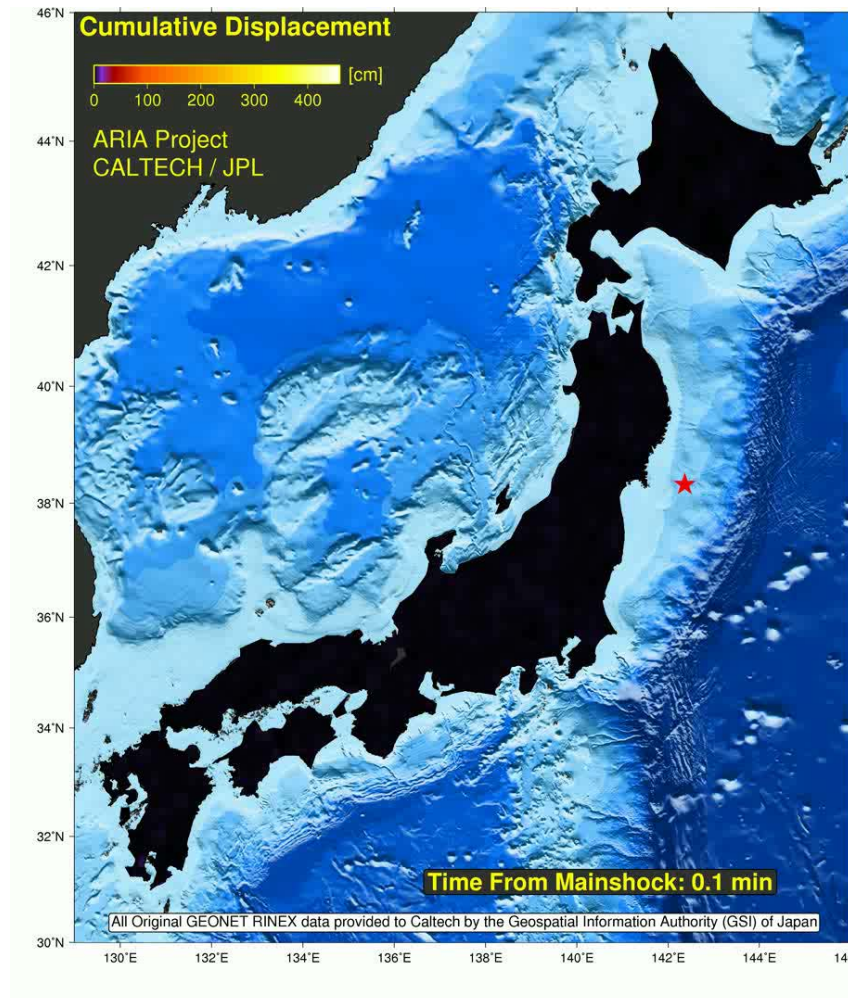 46°N
Cumulative Displacement
[cm]
0 100 200 300 400
ARIA Project
CALTECH / JPL
44°N
42°N
40°N
38°N
36°N
34°N
32°N
Time From Mainshock: 0.1 min
All Original GEONET RINEX data provided to Caltech by the Geospatial Information Authority (GSI) of Japan
30°N
130°E 132°E 134°E 136°E 138°E 140°E 142°E 144°E 14